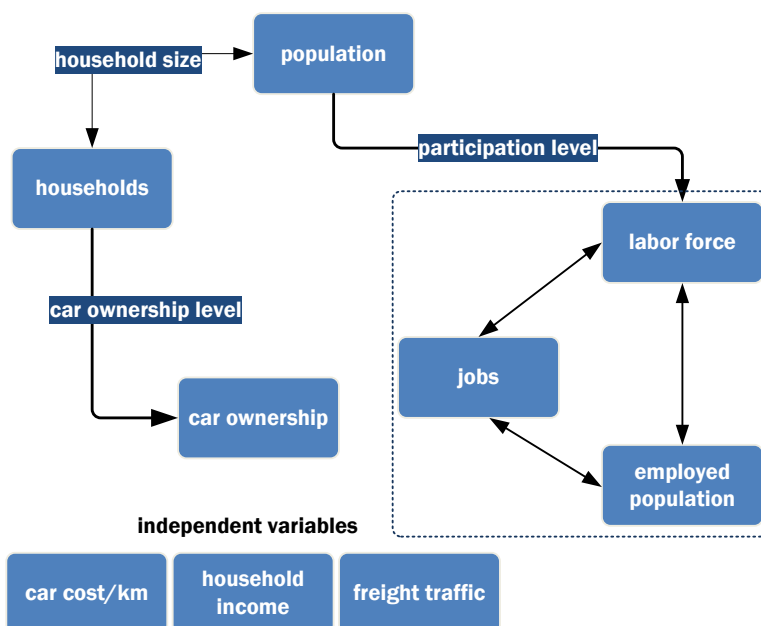 population
household size
participation level
households
labor force
car ownership level
jobs
car ownership
employed
population
independent variables
car cost/km
household
income
freight traffic